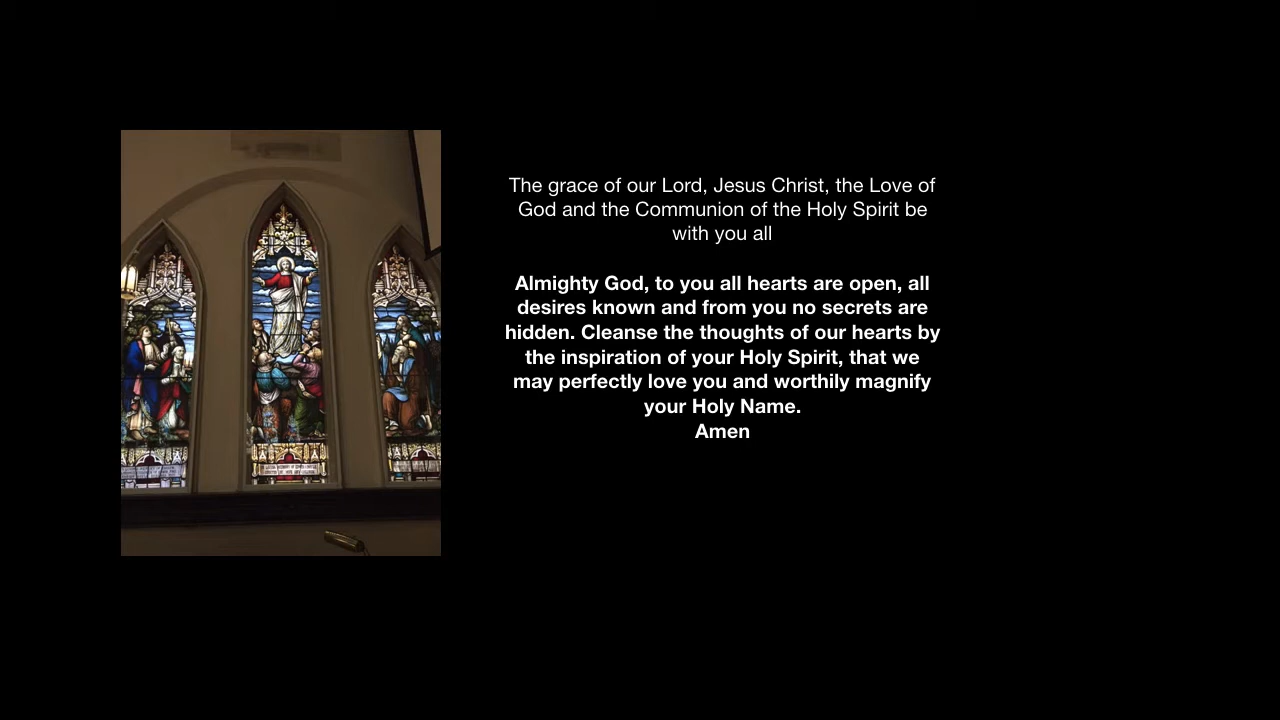 The grace of our Lord, Jesus Christ, the Love of
God and the Communion of the Holy Spirit be
with you all
Almighty God, to you all hearts are open, all
desires known and from you no secrets are
hidden. Cleanse the thoughts of our hearts by
the inspiration of your Holy Spirit, that we
may perfectly love you and worthily magnify
your Holy Name.
Amen